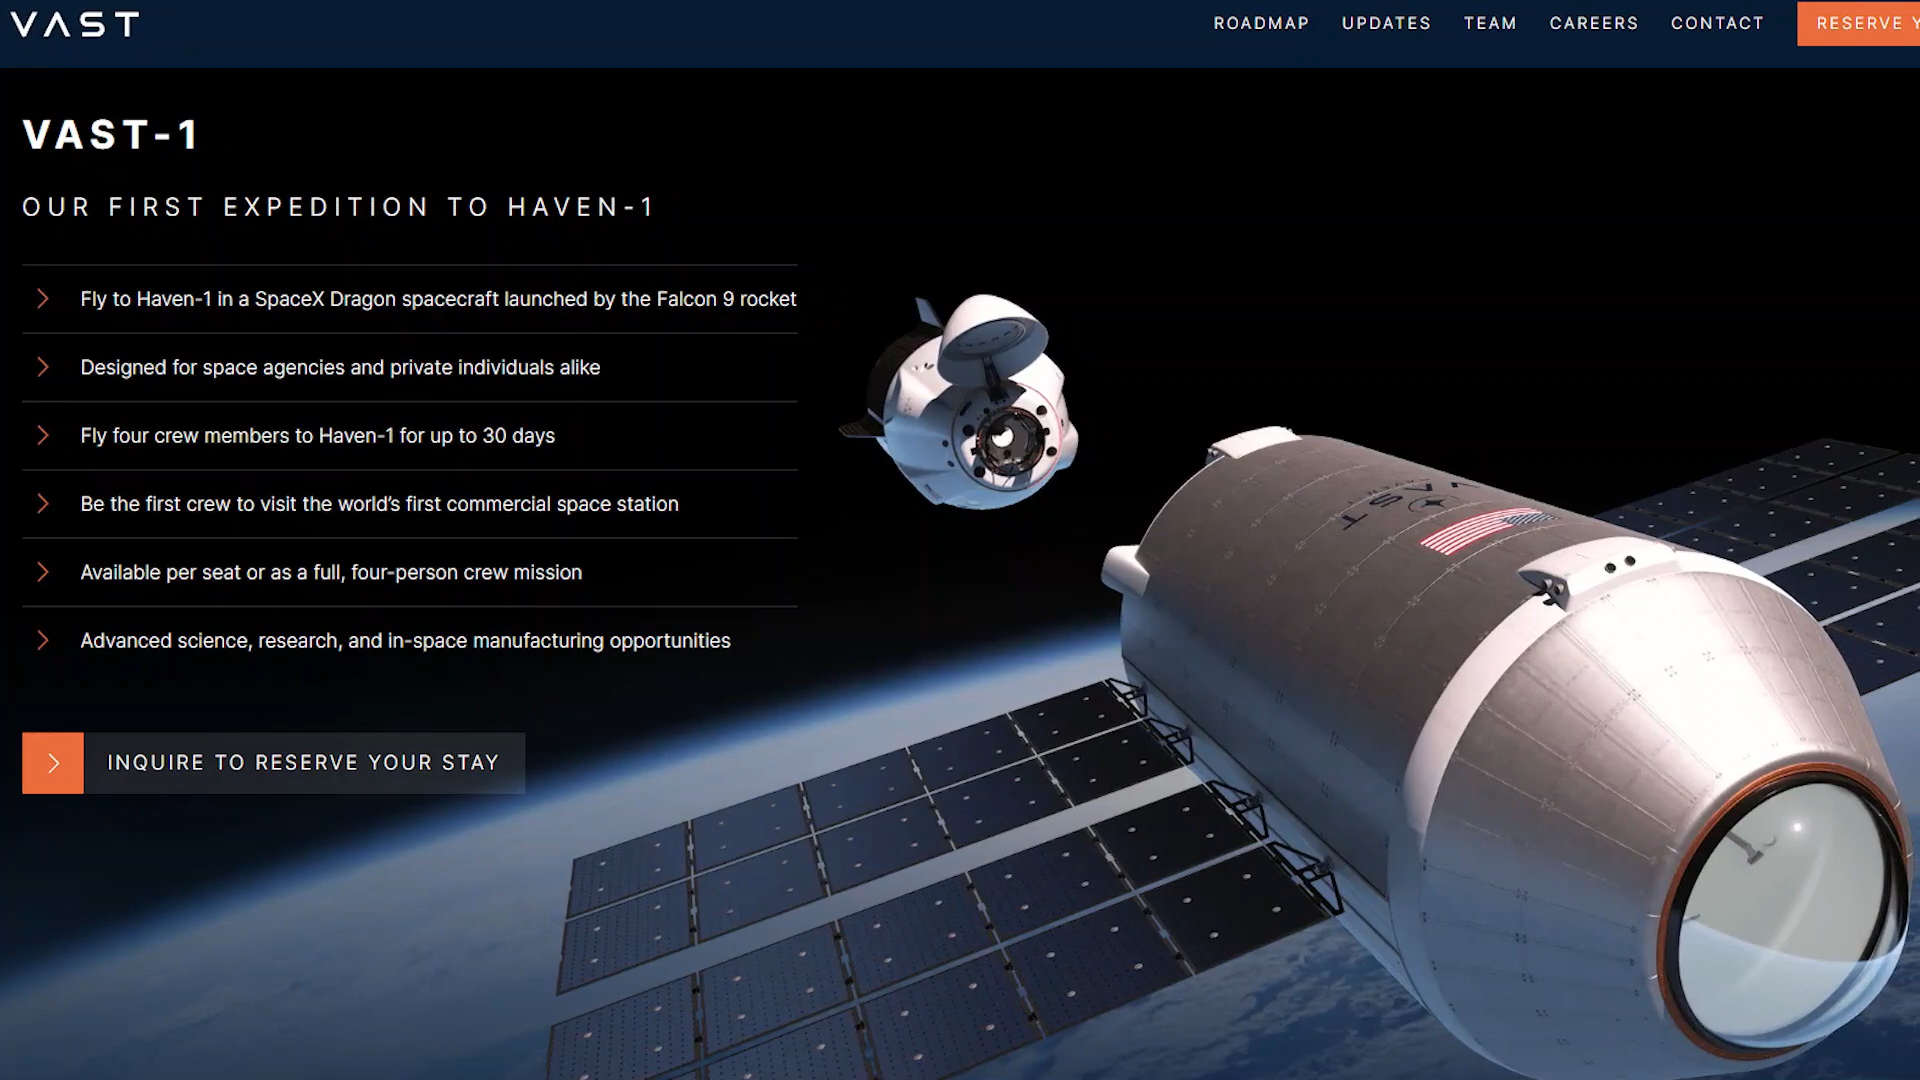 VAST
ROADMAP UPDATES TEAM CAREERS CONTACT RESERVE
VAST-1
OUR FIRST EXPEDITION TO HAVEN-1
Fly to Haven-1 in a SpaceX Dragon spacecraft launched by the Falcon 9 rocket
Designed for space agencies and private individuals alike
Fly four crew members to Haven-1 for up to 30 days
Be the first crew to visit the world’s first commercial space station
Available per seat or as a full, four-person crew mission
Advanced science, research, and in-space manufacturing opportunities
INQUIRE TO RESERVE YOUR STAY
VAST